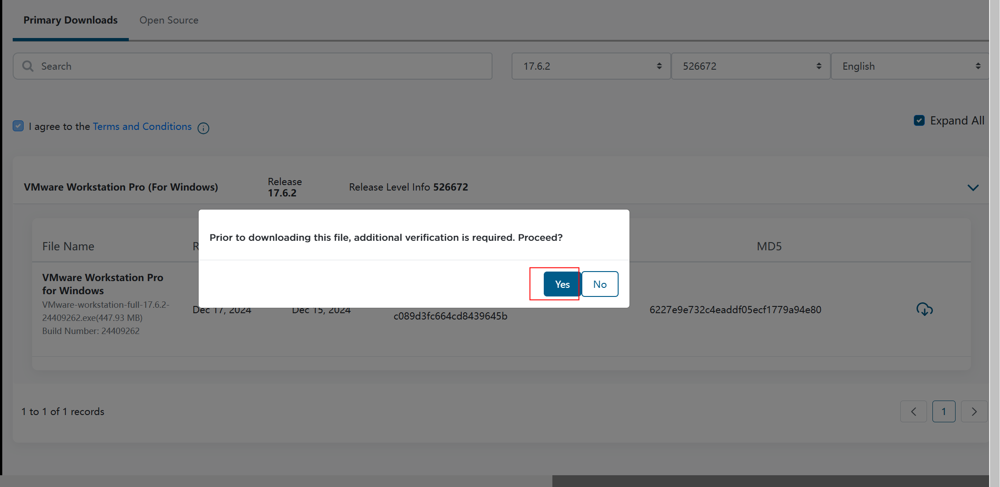 Primary Downloads Open Source
Search 17.6.2 526672 English
I agree to the Terms and Conditions Expand All
VMware Workstation Pro (For Windows) Release Level Info 526672
Release
17.6.2
Prior to downloading this file, additional verification is required. Proceed?
Yes No
File Name R MD5
VMware Workstation Pro
for Windows
VMware-workstation-full-17.6.2-
24409262.exe(447.93 MB)
Build Number: 24409262
Dec 17, 2024 Dec 15, 2024 c089d3fc664cd8439645b 6227e9e732c4eaddf05ecf1779a94e80
1 to 1 of 1 records 1